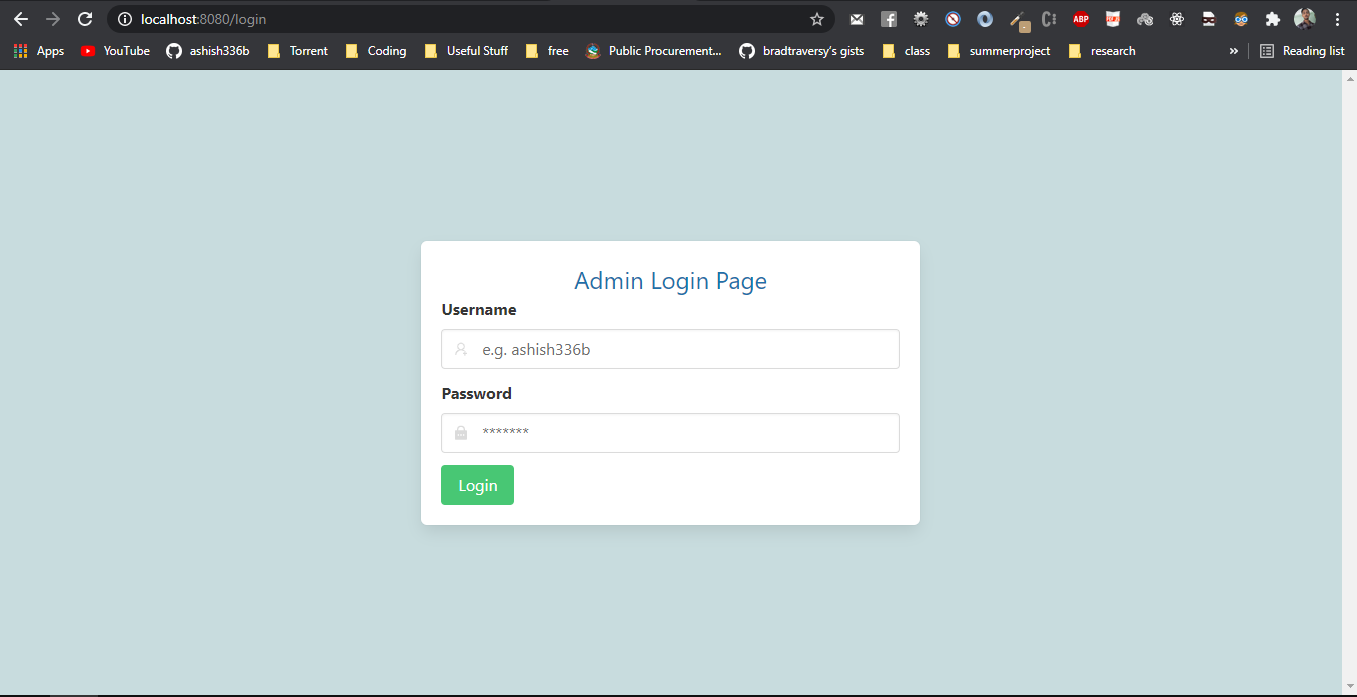 localhost:8080/login
ABP
Apps YouTube ashish336b Torrent Coding Useful Stuff free Public Procurement... bradtraversy's gists class summerproject research » Reading list
Admin Login Page
Username
e.g. ashish336b
Password
*******
Login